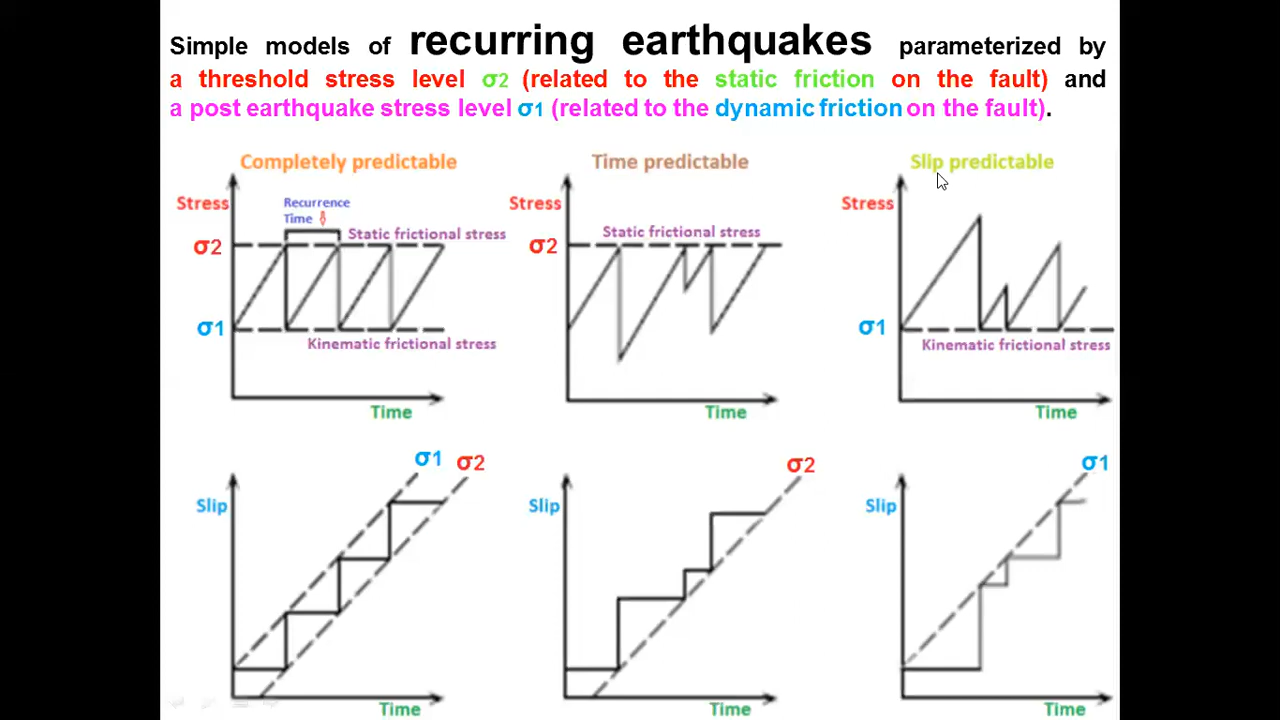 Simple models of recurring earthquakes parameterized by
a threshold stress level σ2 (related to the static friction on the fault) and
a post earthquake stress level σ1 (related to the dynamic friction on the fault).
Completely predictable
Stress
Recurrence
Time
Static frictional stress
σ2
σ1
Kinematic frictional stress
Time
Time predictable
Stress
Static frictional stress
σ2
Time
Slip predictable
Stress
σ1
Kinematic frictional stress
Time
σ1 σ2
Slip
Time
σ2
Slip
Time
σ1
Slip
Time